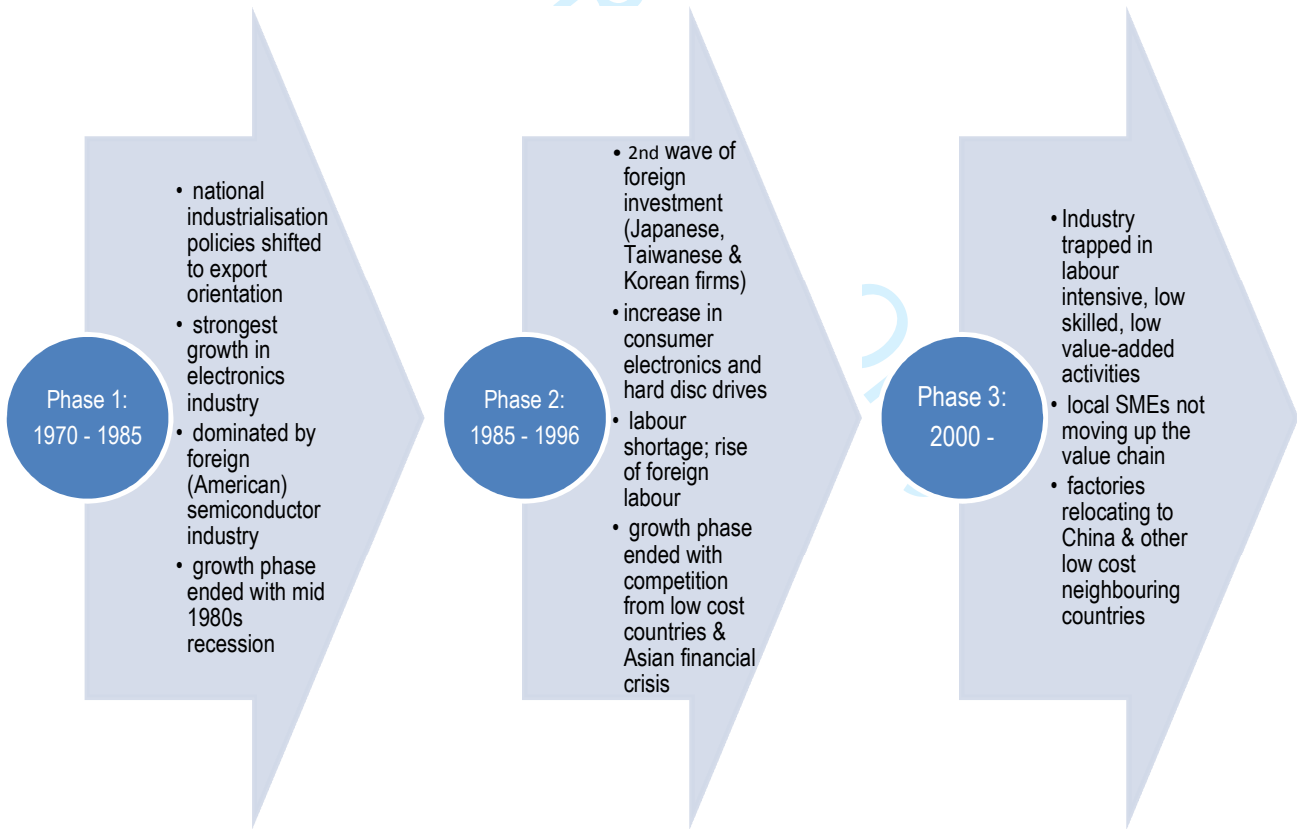 Phase 1:
1970 - 1985
• national
industrialisation
policies shifted
to export
orientation
• strongest
growth in
electronics
industry
• dominated by
foreign
(American)
semiconductor
industry
• growth phase
ended with mid
1980s
recession
Phase 2:
1985 - 1996
• 2nd wave of
foreign
investment
(Japanese,
Taiwanese &
Korean firms)
• increase in
consumer
electronics and
hard disc drives
• labour
shortage; rise
of foreign
labour
• growth phase
ended with
competition
from low cost
countries &
Asian financial
crisis
Phase 3:
2000 -
• Industry
trapped in
labour
intensive, low
skilled, low
value-added
activities
• local SMEs not
moving up the
value chain
• factories
relocating to
China & other
low cost
neighbouring
countries